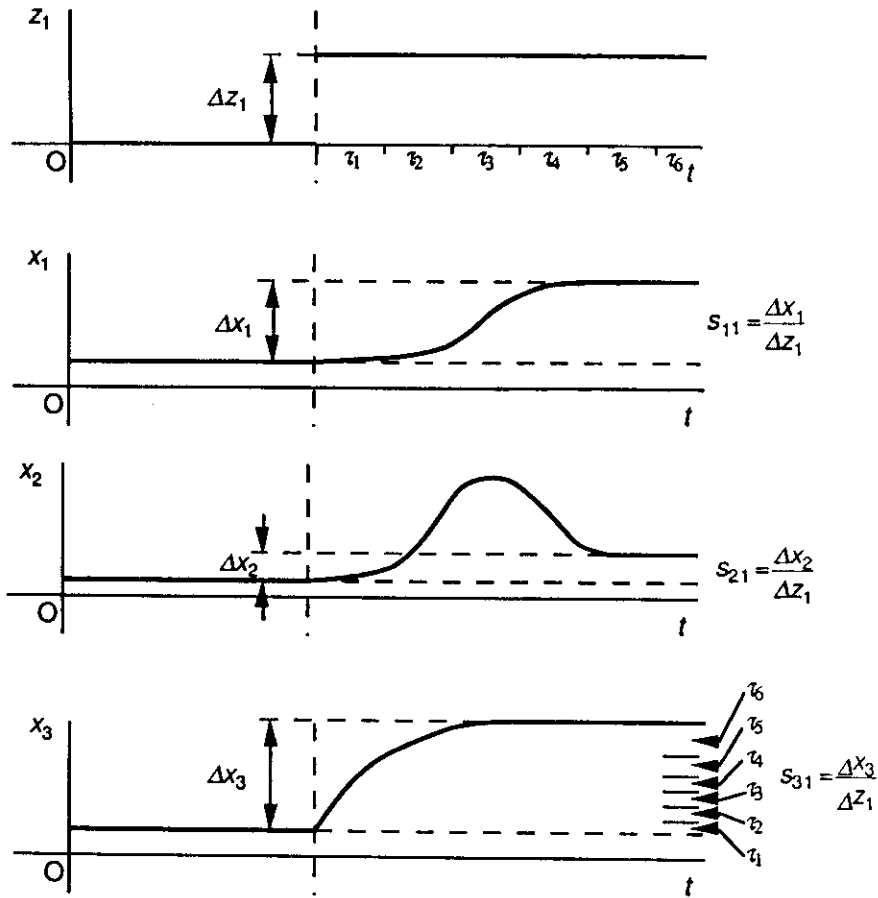 z₁
Δz₁
O
τ₁ τ₂ τ₃ τ₄ τ₅ τ₆ t
x₁
Δx₁
s₁₁ = Δx₁ / Δz₁
O
t
x₂
Δx₂
s₂₁ = Δx₂ / Δz₁
O
t
x₃
Δx₃
τ₆
τ₅
τ₄
τ₃
τ₂
τ₁
s₃₁ = Δx₃ / Δz₁
O
t